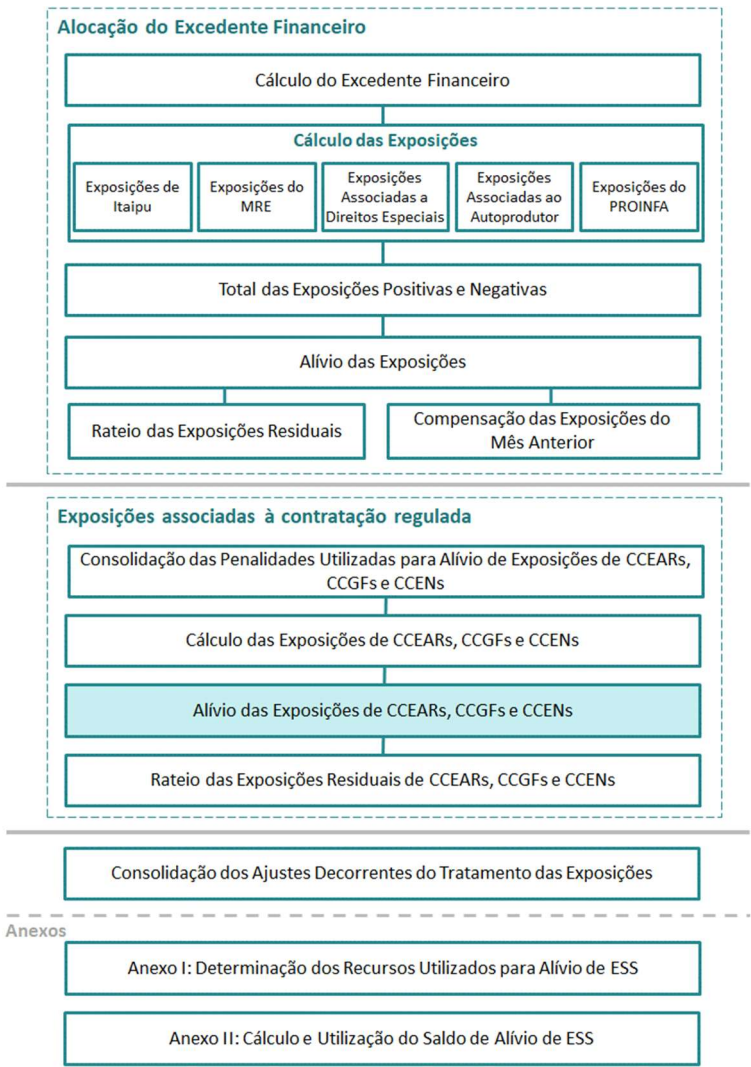 Alocação do Excedente Financeiro
Cálculo do Excedente Financeiro
Cálculo das Exposições
Exposições de
Itaipu
Exposições do
MRE
Exposições
Associadas a
Direitos Especiais
Exposições
Associadas ao
Autoprodutor
Exposições do
PROINFA
Total das Exposições Positivas e Negativas
Alívio das Exposições
Rateio das Exposições Residuais
Compensação das Exposições do
Mês Anterior
Exposições associadas à contratação regulada
Consolidação das Penalidades Utilizadas para Alívio de Exposições de CCEARs,
CCGFs e CCENs
Cálculo das Exposições de CCEARs, CCGFs e CCENs
Alívio das Exposições de CCEARs, CCGFs e CCENs
Rateio das Exposições Residuais de CCEARs, CCGFs e CCENs
Consolidação dos Ajustes Decorrentes do Tratamento das Exposições
Anexos
Anexo I: Determinação dos Recursos Utilizados para Alívio de ESS
Anexo II: Cálculo e Utilização do Saldo de Alívio de ESS